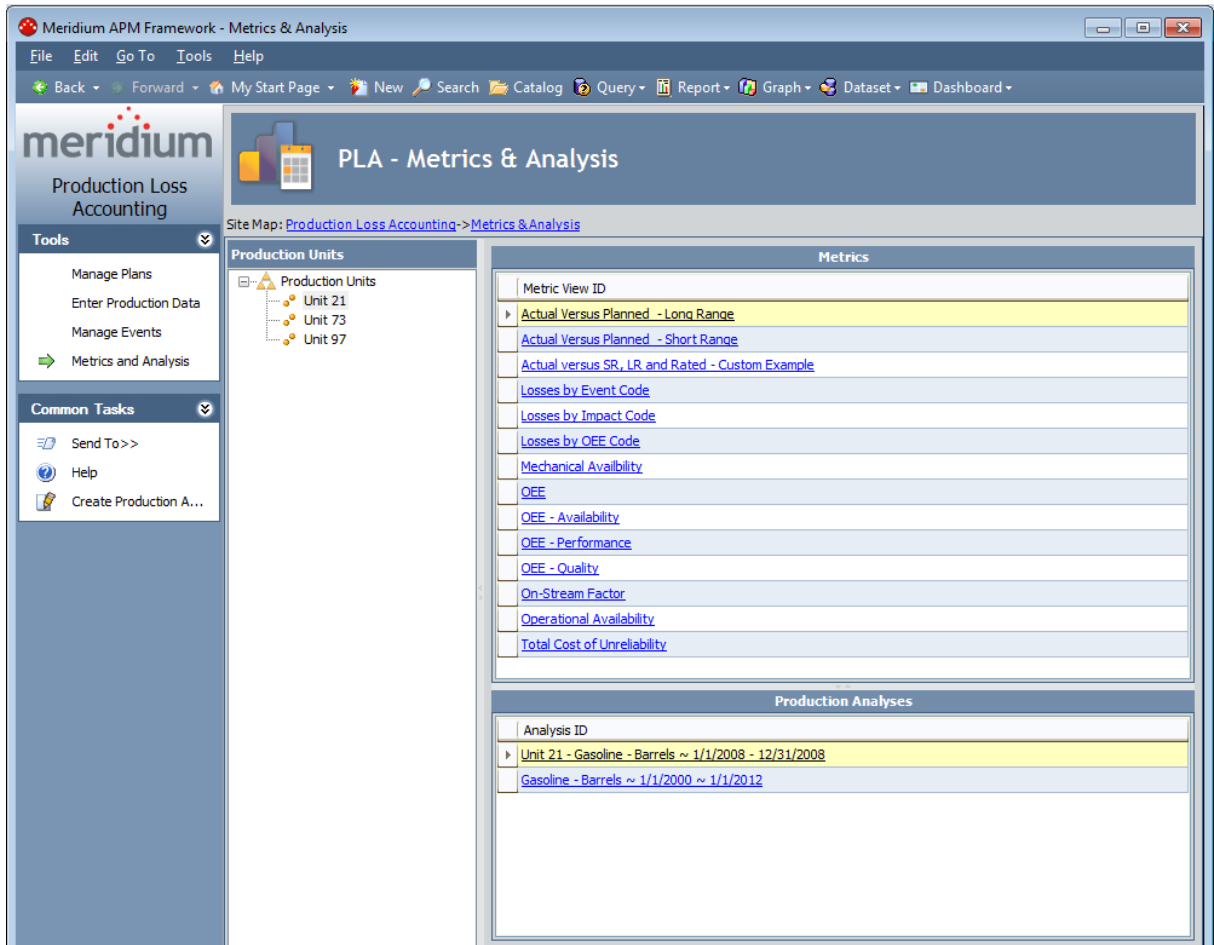 Meridium APM Framework - Metrics & Analysis
File Edit Go To Tools Help
Back Forward My Start Page New Search Catalog Query Report Graph Dataset Dashboard
meridium
Production Loss
Accounting
PLA - Metrics & Analysis
Site Map: Production Loss Accounting->Metrics & Analysis
Tools
Manage Plans
Enter Production Data
Manage Events
Metrics and Analysis
Common Tasks
Send To>>
Help
Create Production A...
Production Units
Production Units
Unit 21
Unit 73
Unit 97
Metrics
Metric View ID
Actual Versus Planned - Long Range
Actual Versus Planned - Short Range
Actual versus SR, LR and Rated - Custom Example
Losses by Event Code
Losses by Impact Code
Losses by OEE Code
Mechanical Availbility
OEE
OEE - Availability
OEE - Performance
OEE - Quality
On-Stream Factor
Operational Availability
Total Cost of Unreliability
Production Analyses
Analysis ID
Unit 21 - Gasoline - Barrels ~ 1/1/2008 - 12/31/2008
Gasoline - Barrels ~ 1/1/2000 ~ 1/1/2012